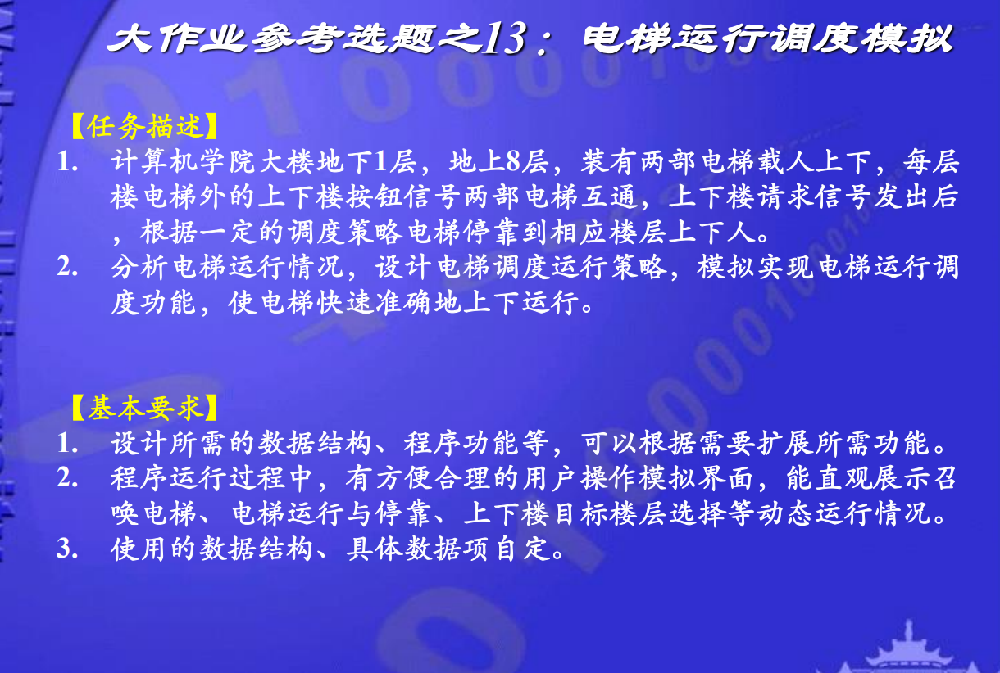 大作业参考选题之13：电梯运行调度模拟
【任务描述】
1. 计算机学院大楼地下1层，地上8层，装有两部电梯载人上下，每层
楼电梯外的上下楼按钮信号两部电梯互通，上下楼请求信号发出后
，根据一定的调度策略电梯停靠到相应楼层上下人。
2. 分析电梯运行情况，设计电梯调度运行策略，模拟实现电梯运行调
度功能，使电梯快速准确地上下运行。
【基本要求】
1. 设计所需的数据结构、程序功能等，可以根据需要扩展所需功能。
2. 程序运行过程中，有方便合理的用户操作模拟界面，能直观展示召
唤电梯、电梯运行与停靠、上下楼目标楼层选择等动态运行情况。
3. 使用的数据结构、具体数据项自定。